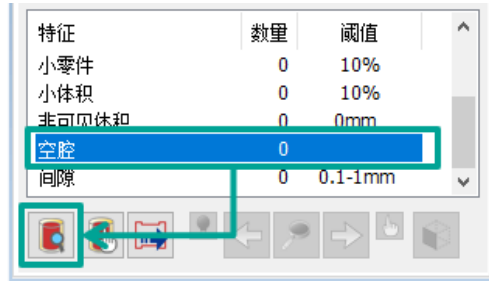 特征 数量 阈值
小零件 0 10%
小体积 0 10%
非可见体积 0 0mm
空腔 0
间隙 0 0.1-1mm